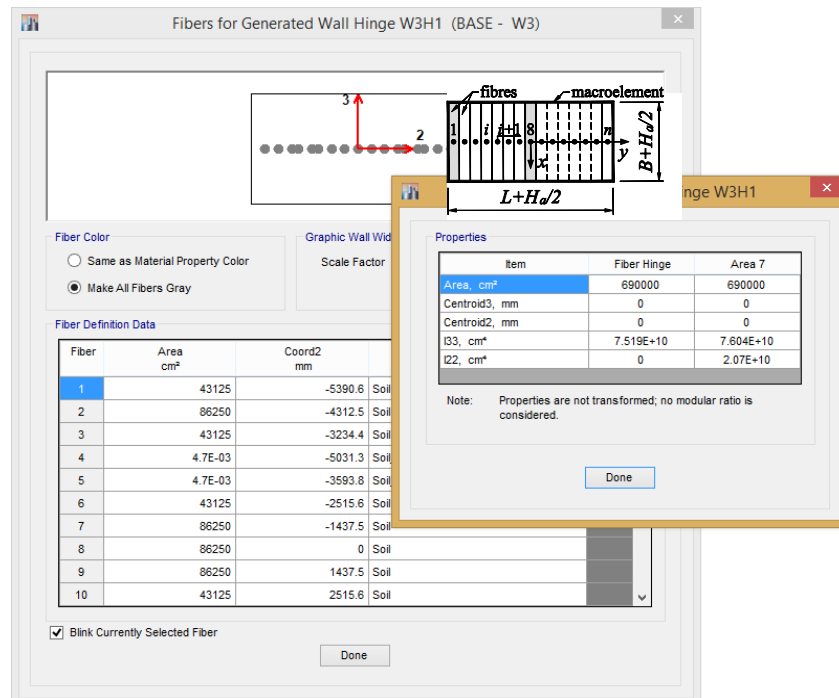 Fibers for Generated Wall Hinge W3H1 (BASE - W3)
3
2
fibres
macroelement
1
i
i+1
8
n
x
y
B+Hₐ/2
L+Hₐ/2
Fiber Color
Same as Material Property Color
Make All Fibers Gray
Graphic Wall Wid
Scale Factor
Fiber Definition Data
Fiber Area cm² Coord2 mm
1 43125 -5390.6 Soil
2 86250 -4312.5 Soil
3 43125 -3234.4 Soil
4 4.7E-03 -5031.3 Soil
5 4.7E-03 -3593.8 Soil
6 43125 -2515.6 Soil
7 86250 -1437.5 Soil
8 86250 0 Soil
9 86250 1437.5 Soil
10 43125 2515.6 Soil
Blink Currently Selected Fiber
Done
inge W3H1
Properties
Item Fiber Hinge Area 7
Area, cm² 690000 690000
Centroid3, mm 0 0
Centroid2, mm 0 0
I33, cm⁴ 7.519E+10 7.604E+10
I22, cm⁴ 0 2.07E+10
Note: Properties are not transformed; no modular ratio is
considered.
Done